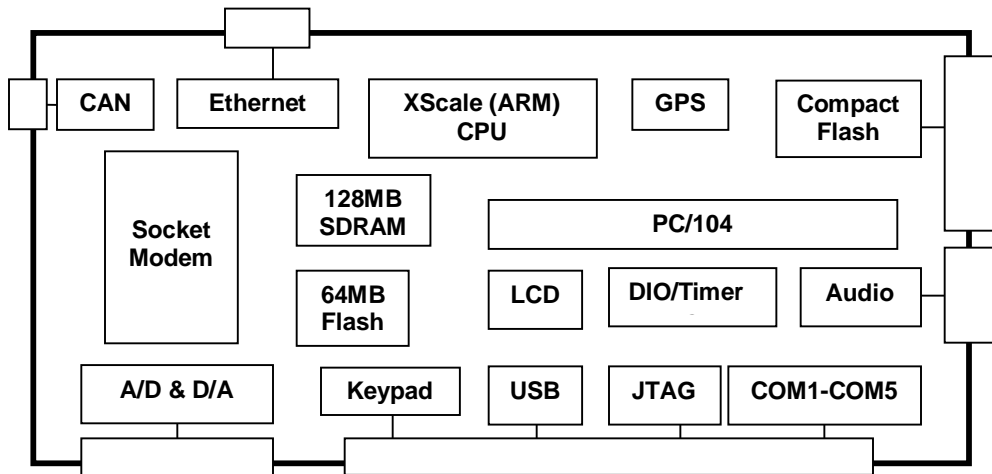 CAN
Ethernet
XScale (ARM)
CPU
GPS
Compact
Flash
Socket
Modem
128MB
SDRAM
PC/104
64MB
Flash
LCD
DIO/Timer
Audio
A/D & D/A
Keypad
USB
JTAG
COM1-COM5